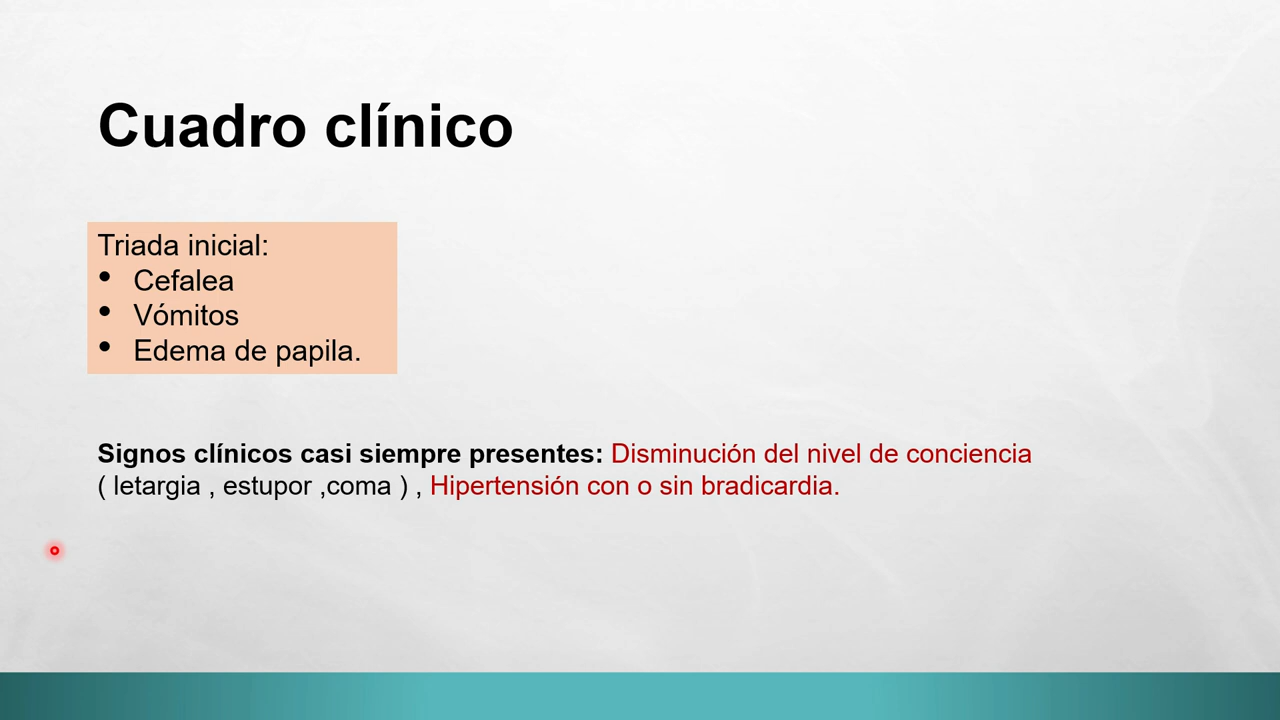 Cuadro clínico
Triada inicial:
• Cefalea
• Vómitos
• Edema de papila.
Signos clínicos casi siempre presentes: Disminución del nivel de conciencia
( letargia , estupor ,coma ) , Hipertensión con o sin bradicardia.